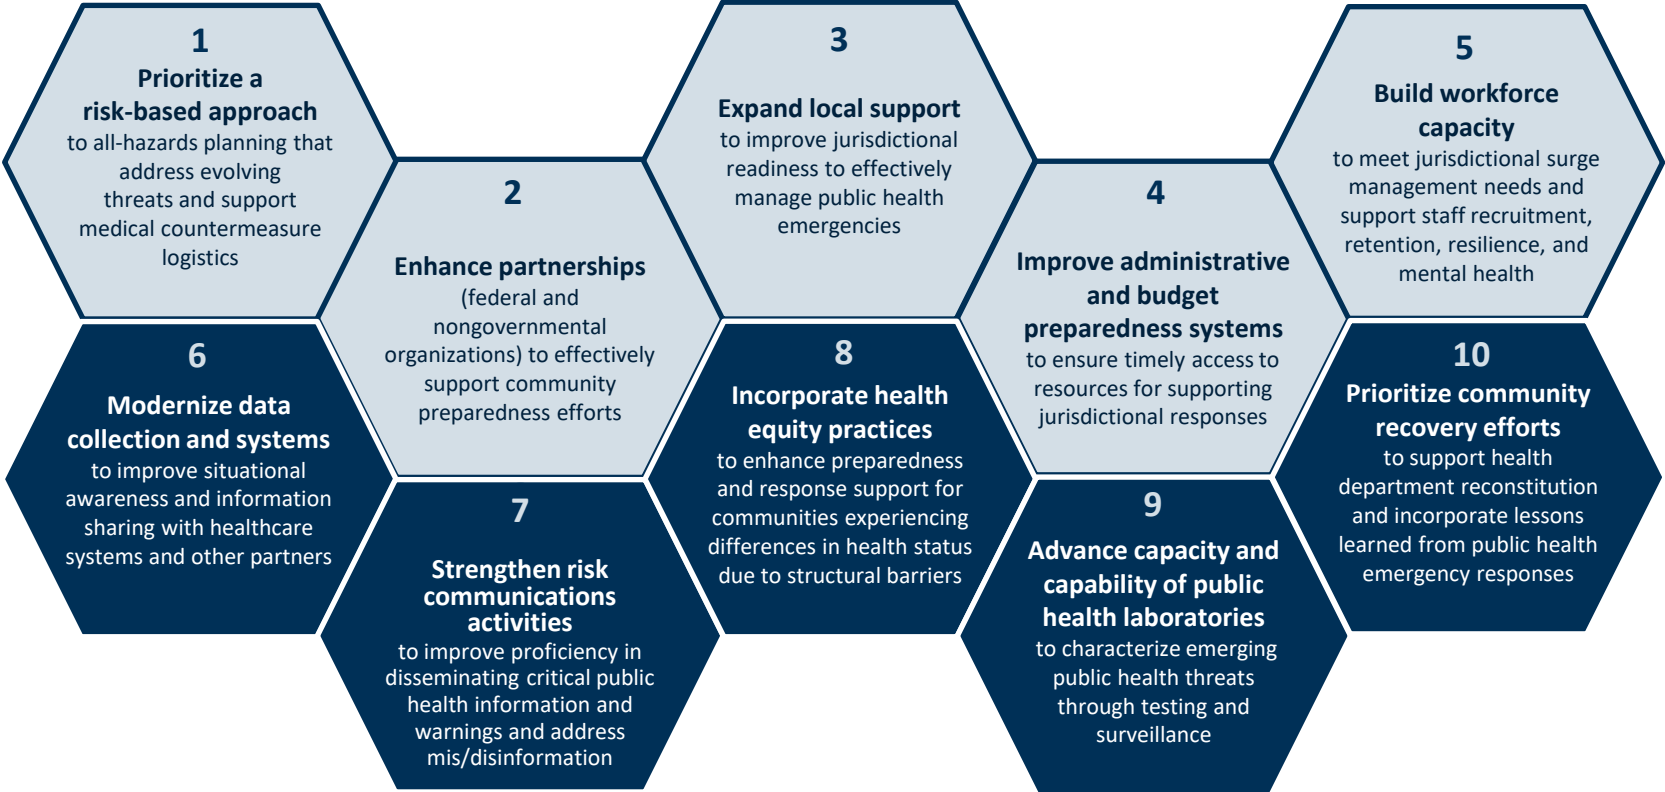 1
Prioritize a
risk-based approach
to all-hazards planning that
address evolving
threats and support
medical countermeasure
logistics
2
Enhance partnerships
(federal and
nongovernmental
organizations) to effectively
support community
preparedness efforts
3
Expand local support
to improve jurisdictional
readiness to effectively
manage public health
emergencies
4
Improve administrative
and budget
preparedness systems
to ensure timely access to
resources for supporting
jurisdictional responses
5
Build workforce
capacity
to meet jurisdictional surge
management needs and
support staff recruitment,
retention, resilience, and
mental health
6
Modernize data
collection and systems
to improve situational
awareness and information
sharing with healthcare
systems and other partners
7
Strengthen risk
communications
activities
to improve proficiency in
disseminating critical public
health information and
warnings and address
mis/disinformation
8
Incorporate health
equity practices
to enhance preparedness
and response support for
communities experiencing
differences in health status
due to structural barriers
9
Advance capacity and
capability of public
health laboratories
to characterize emerging
public health threats
through testing and
surveillance
10
Prioritize community
recovery efforts
to support health
department reconstitution
and incorporate lessons
learned from public health
emergency responses